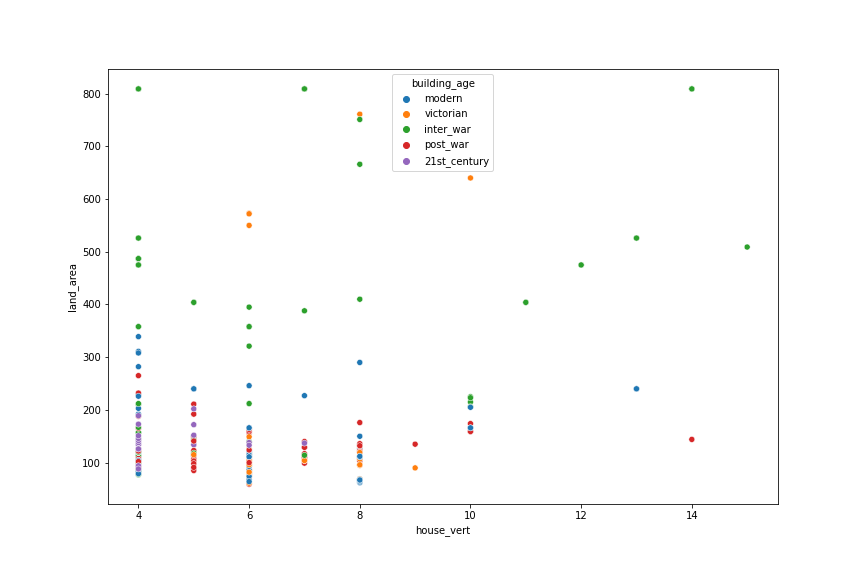 building_age
modern
victorian
inter_war
post_war
21st_century
800
700
600
500
400
300
200
100
land_area
4
6
8
10
12
14
house_vert